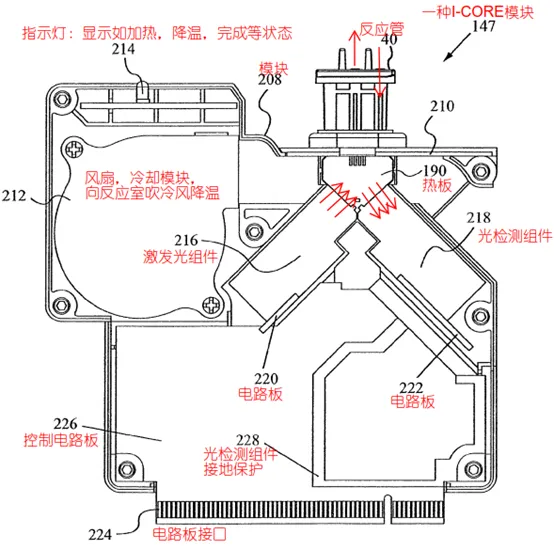 一种I-CORE模块
147
反应管
40
指示灯：显示如加热，降温，完成等状态
214
模块
208
210
190
热板
212
风扇，冷却模块，
向反应室吹冷风降温
218
光检测组件
216
激发光组件
220
电路板
222
电路板
226
控制电路板
228
光检测组件
接地保护
224
电路板接口